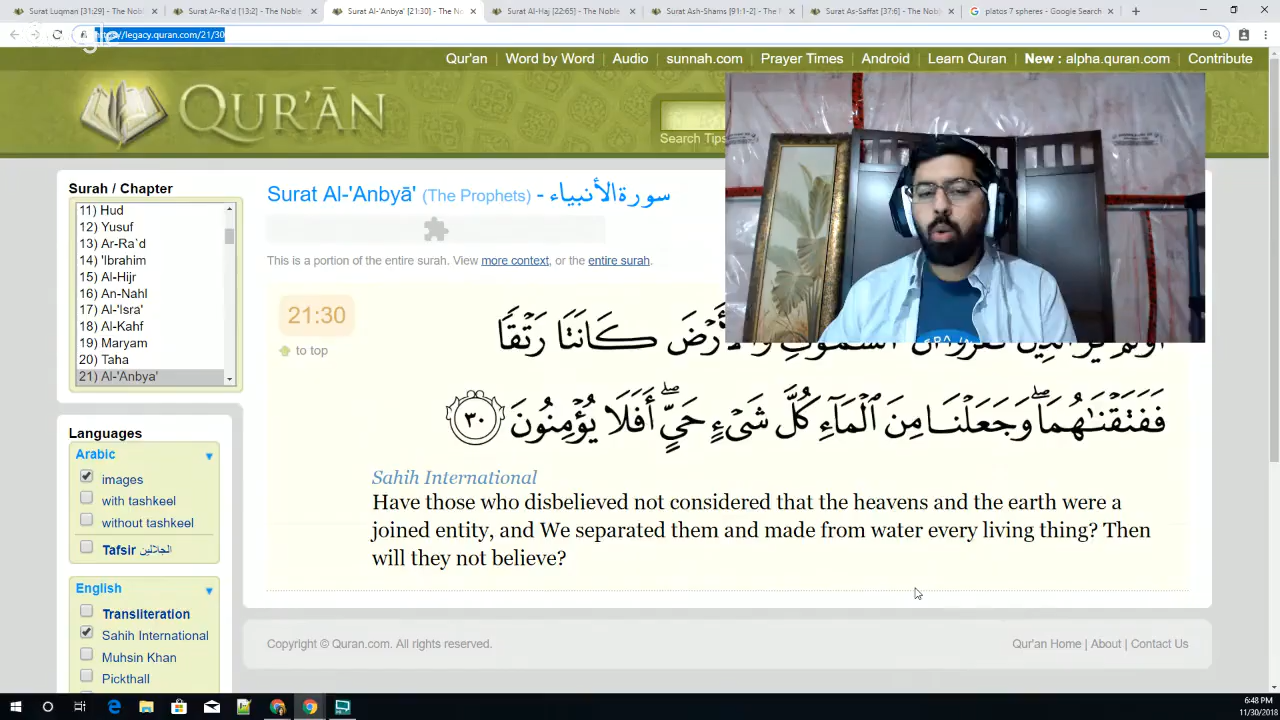 Surat Luqman [31:29] - The Nobl
Surat Ar-Ra`d [13:2] - The Noble
Surat Al-'Anbya' [21:30] - The No
Surat Al-Haj [22:65] - The Noble
Surat Ash-Shams [91:1-2] - The N
Surat As-Saffat [37:6] - The Noble
platos 7 spheres - Google Search
//legacy.quran.com/21/30
Qur'an | Word by Word | Audio | sunnah.com | Prayer Times | Android | Learn Quran | New : alpha.quran.com | Contribute
QUR'ĀN
Search Tips
Surah / Chapter
11) Hud
12) Yusuf
13) Ar-Ra`d
14) 'Ibrahim
15) Al-Hijr
16) An-Nahl
17) Al-'Isra'
18) Al-Kahf
19) Maryam
20) Taha
21) Al-'Anbya'
Languages
Arabic
images
with tashkeel
without tashkeel
Tafsir الجلالين
English
Transliteration
Sahih International
Muhsin Khan
Pickthall
Surat Al-'Anbyā' (The Prophets) - سورة الأنبياء
This is a portion of the entire surah. View more context, or the entire surah.
21:30
to top
كَانَتَا رَتْقًا
فَفَتَقْنَٰهُمَا ۖ وَجَعَلْنَا مِنَ ٱلْمَآءِ كُلَّ شَىْءٍ حَىٍّ ۖ أَفَلَا يُؤْمِنُونَ ٣٠
Sahih International
Have those who disbelieved not considered that the heavens and the earth were a
joined entity, and We separated them and made from water every living thing? Then
will they not believe?
Copyright © Quran.com. All rights reserved.
Qur'an Home | About | Contact Us
6:48 PM
11/30/2018